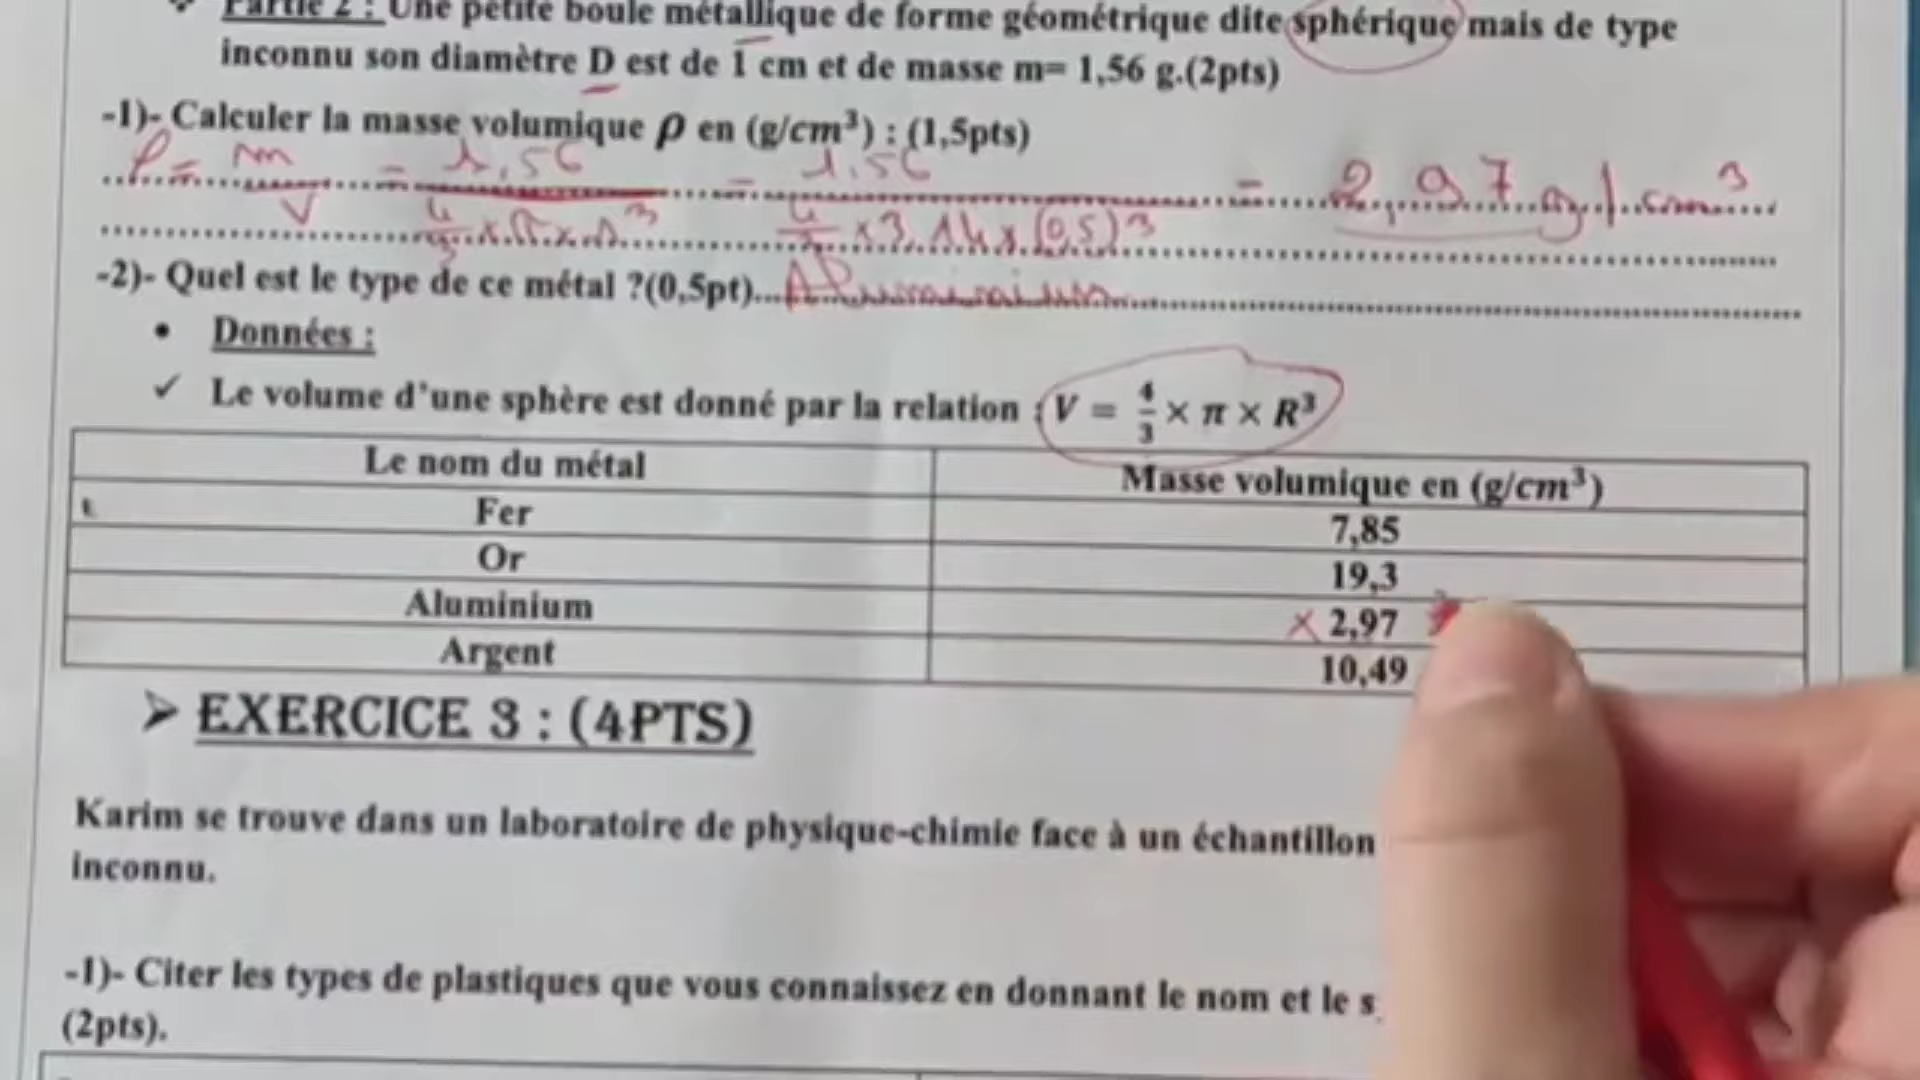 Partie 2 : Une petite boule métallique de forme géométrique dite sphérique mais de type
inconnu son diamètre D est de 1 cm et de masse m= 1,56 g.(2pts)
-1)- Calculer la masse volumique ρ en (g/cm³) : (1,5pts)
ρ = m/V = 1,56 / (4/3 × π × r³) = 1,56 / (4/3 × 3,14 × (0,5)³) = 2,97 g/cm³
-2)- Quel est le type de ce métal ?(0,5pt)...Aluminium
• Données :
✓ Le volume d'une sphère est donné par la relation : V = 4/3 × π × R³
Le nom du métal Masse volumique en (g/cm³)
Fer 7,85
Or 19,3
Aluminium × 2,97
Argent 10,49
➢ EXERCICE 3 : (4PTS)
Karim se trouve dans un laboratoire de physique-chimie face à un échantillon
inconnu.
-1)- Citer les types de plastiques que vous connaissez en donnant le nom et le s
(2pts).